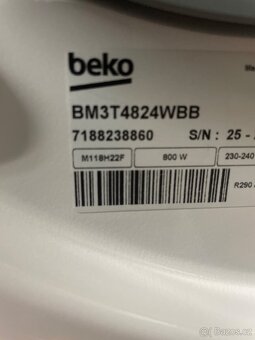 beko
BM3T4824WBB
7188238860 S/N : 25 -
M118H22F 800 W 230-240
R290